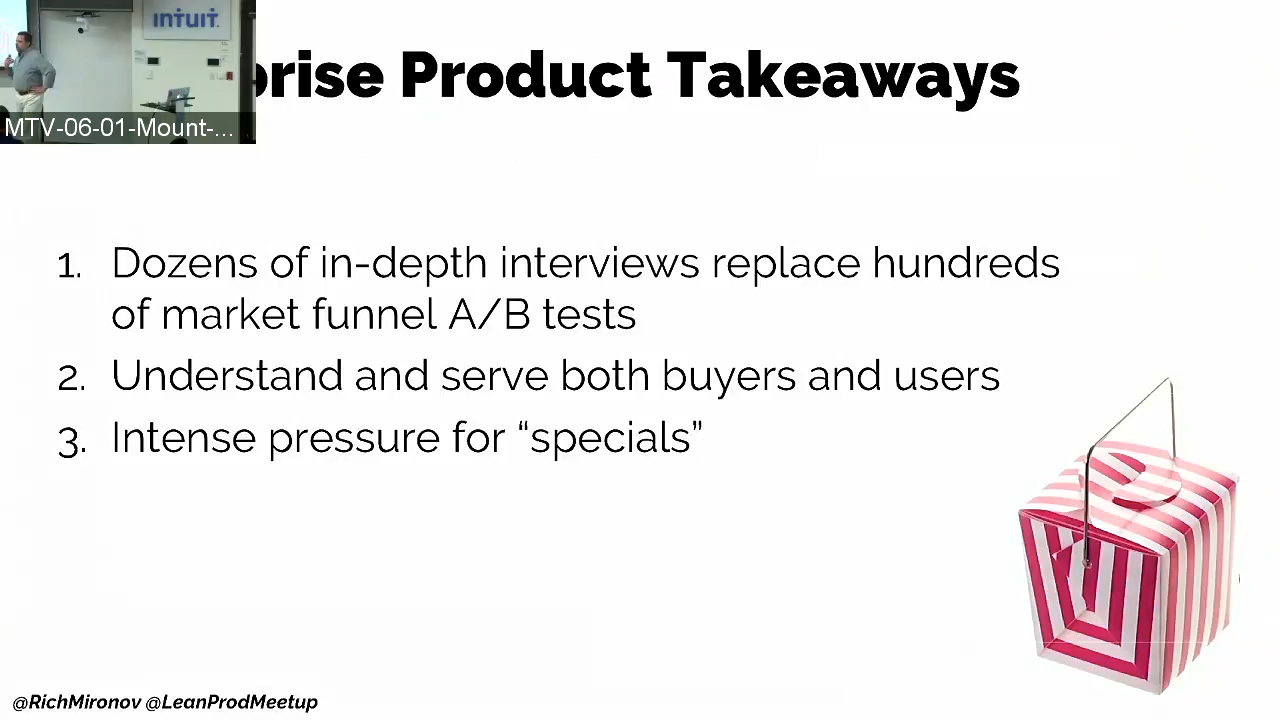 INTUIT
MTV-06-01-Mount-...
prise Product Takeaways
1. Dozens of in-depth interviews replace hundreds
of market funnel A/B tests
2. Understand and serve both buyers and users
3. Intense pressure for “specials”
@RichMironov @LeanProdMeetup